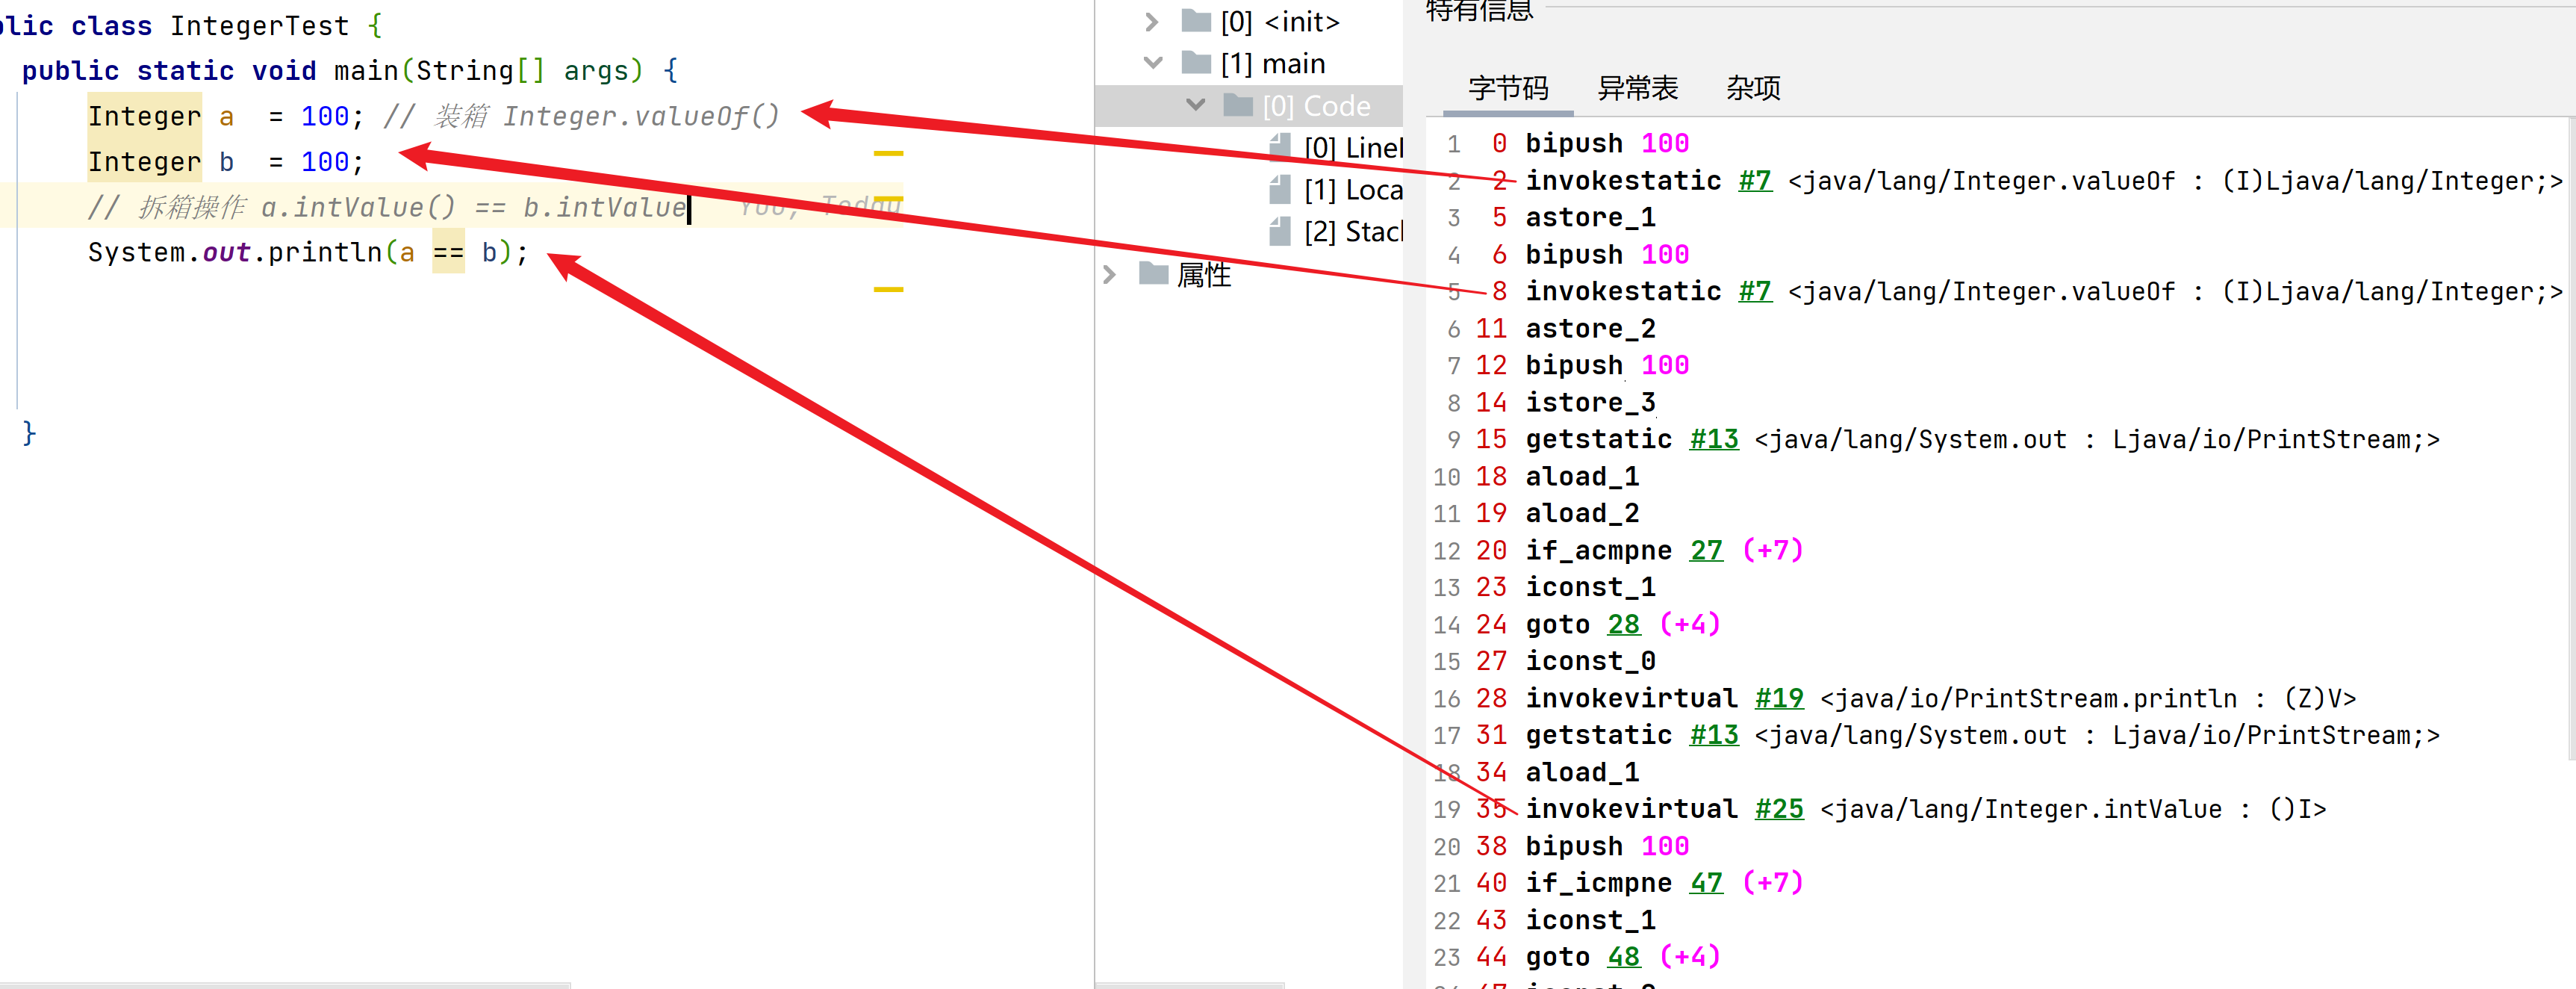 public class IntegerTest {
public static void main(String[] args) {
Integer a = 100; // 装箱 Integer.valueOf()
Integer b = 100;
// 拆箱操作 a.intValue() == b.intValue You, Today
System.out.println(a == b);
}
[0] <init>
[1] main
[0] Code
[0] Line
[1] Loca
[2] Stac
属性
特有信息
字节码 异常表 杂项
1 0 bipush 100
2 2 invokestatic #7 <java/lang/Integer.valueOf : (I)Ljava/lang/Integer;>
3 5 astore_1
4 6 bipush 100
5 8 invokestatic #7 <java/lang/Integer.valueOf : (I)Ljava/lang/Integer;>
6 11 astore_2
7 12 bipush 100
8 14 istore_3
9 15 getstatic #13 <java/lang/System.out : Ljava/io/PrintStream;>
10 18 aload_1
11 19 aload_2
12 20 if_acmpne 27 (+7)
13 23 iconst_1
14 24 goto 28 (+4)
15 27 iconst_0
16 28 invokevirtual #19 <java/io/PrintStream.println : (Z)V>
17 31 getstatic #13 <java/lang/System.out : Ljava/io/PrintStream;>
18 34 aload_1
19 35 invokevirtual #25 <java/lang/Integer.intValue : ()I>
20 38 bipush 100
21 40 if_icmpne 47 (+7)
22 43 iconst_1
23 44 goto 48 (+4)